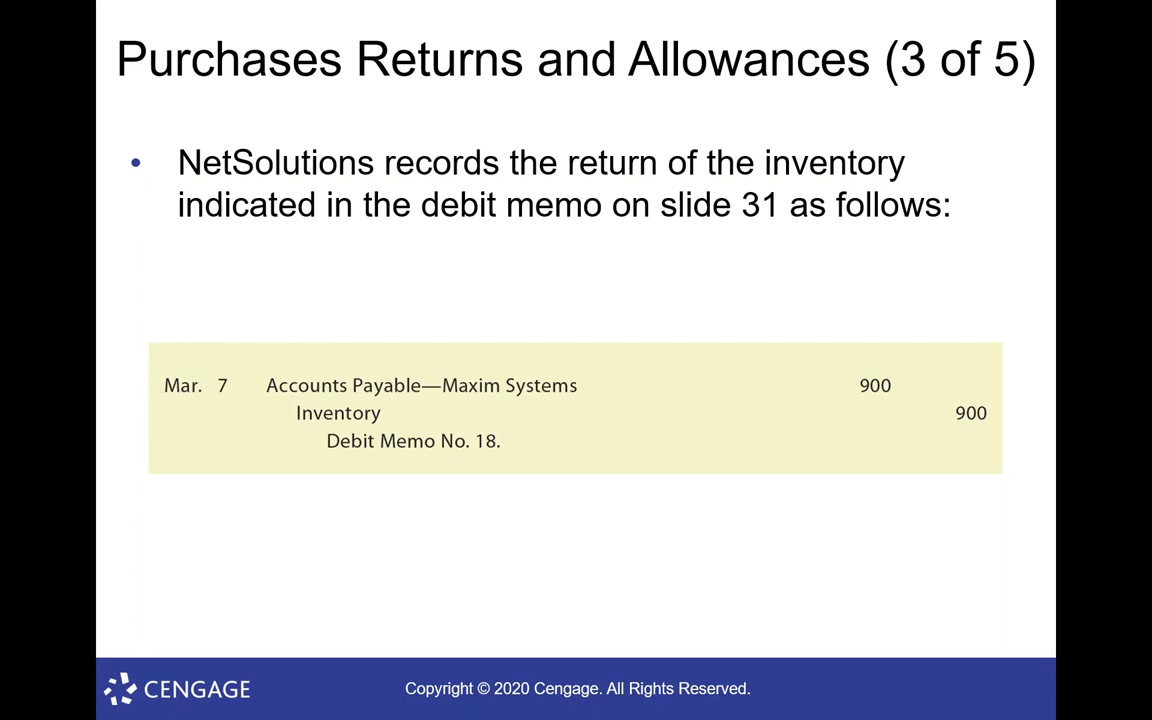 Purchases Returns and Allowances (3 of 5)
• NetSolutions records the return of the inventory
indicated in the debit memo on slide 31 as follows:
Mar. 7 Accounts Payable—Maxim Systems 900
Inventory 900
Debit Memo No. 18.
CENGAGE Copyright © 2020 Cengage. All Rights Reserved.